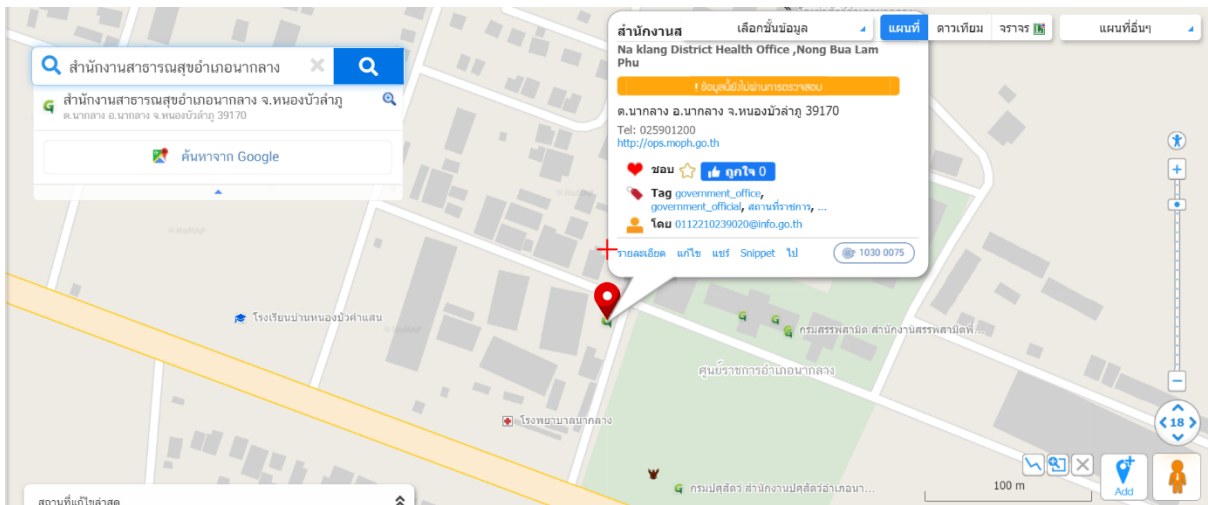 สำนักงานสาธารณสุขอำเภอนากลาง
สำนักงานสาธารณสุขอำเภอนากลาง จ.หนองบัวลำภู
ต.นากลาง อ.นากลาง จ.หนองบัวลำภู 39170
ค้นหาจาก Google
สำนักงานส
เลือกชั้นข้อมูล
แผนที่
ดาวเทียม
จราจร
แผนที่อื่นๆ
Na klang District Health Office ,Nong Bua Lam
Phu
! ข้อมูลนี้ยังไม่ผ่านการตรวจสอบ
ต.นากลาง อ.นากลาง จ.หนองบัวลำภู 39170
Tel: 025901200
http://ops.moph.go.th
ชอบ ถูกใจ 0
Tag government_office,
government_official, สถานที่ราชการ, ...
โดย 0112210239020@info.go.th
รายละเอียด แก้ไข แชร์ Snippet ไป 1030 0075
โรงเรียนบ้านหนองบัวคำแสน
กรมสรรพสามิต สำนักงานสรรพสามิตพื้...
ศูนย์ราชการอำเภอนากลาง
โรงพยาบาลนากลาง
18
กรมปศุสัตว์ สำนักงานปศุสัตว์อำเภอนา...
100 m
Add
สถานที่แก้ไขล่าสุด